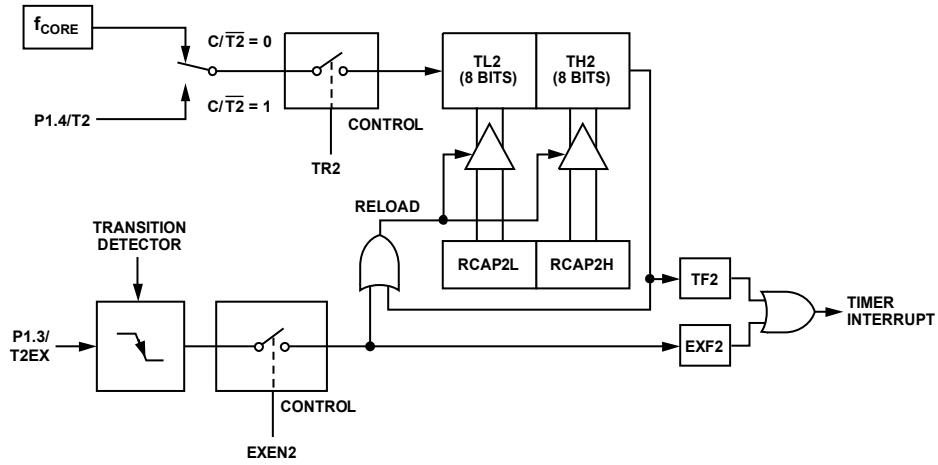 fCORE
C/T2̅ = 0
C/T2̅ = 1
P1.4/T2
CONTROL
TR2
TL2
(8 BITS)
TH2
(8 BITS)
RELOAD
TRANSITION
DETECTOR
RCAP2L
RCAP2H
TF2
TIMER
INTERRUPT
P1.3/
T2EX
EXF2
CONTROL
EXEN2